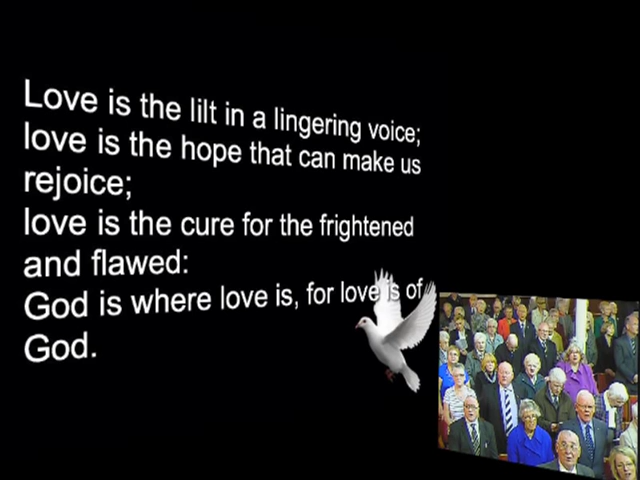 Love is the lilt in a lingering voice;
love is the hope that can make us
rejoice;
love is the cure for the frightened
and flawed:
God is where love is, for love is of
God.